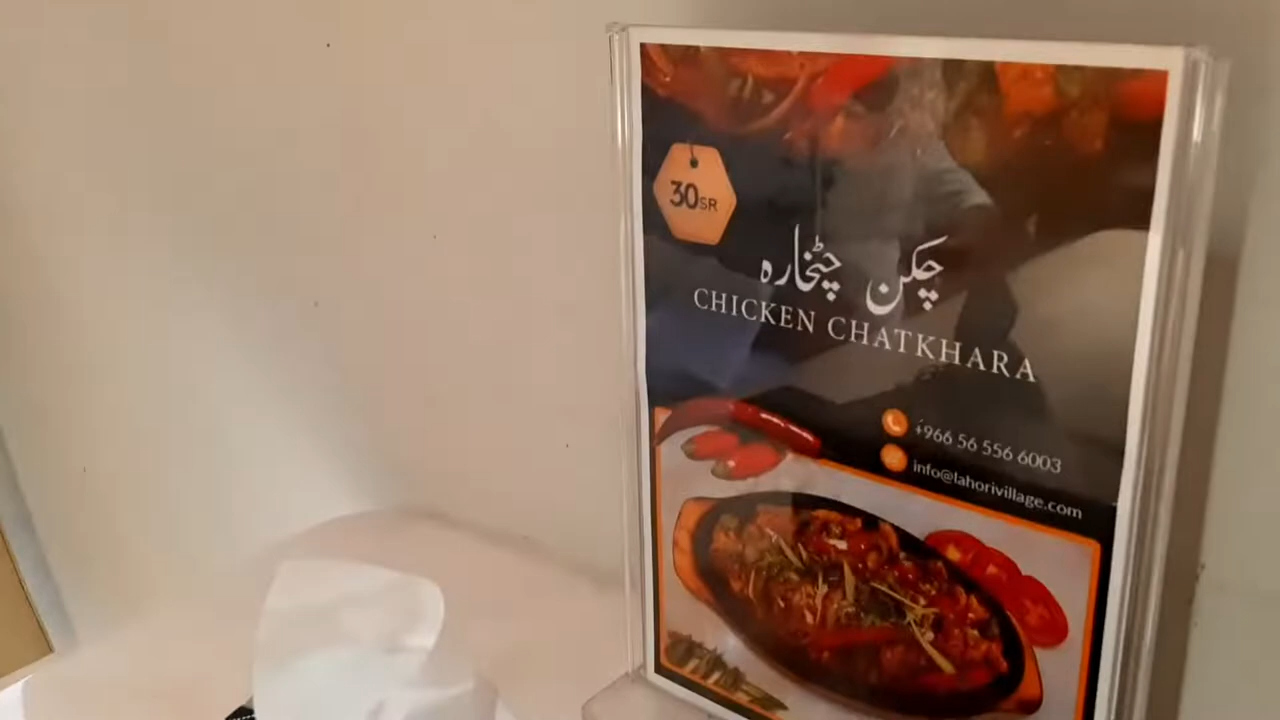 30SR
چکن چٹخارہ
CHICKEN CHATKHARA
+966 56 556 6003
info@lahorivillage.com